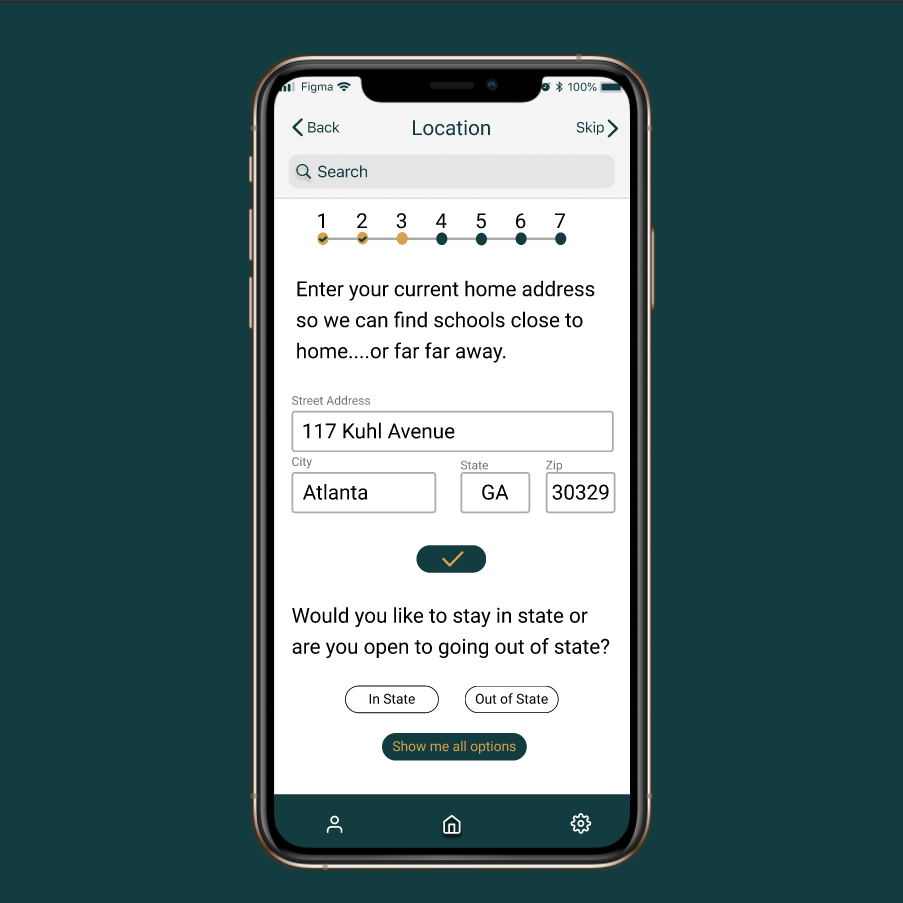 Figma 100%
Back Location Skip
Search
1 2 3 4 5 6 7
Enter your current home address
so we can find schools close to
home....or far far away.
Street Address
117 Kuhl Avenue
City State Zip
Atlanta GA 30329
Would you like to stay in state or
are you open to going out of state?
In State Out of State
Show me all options